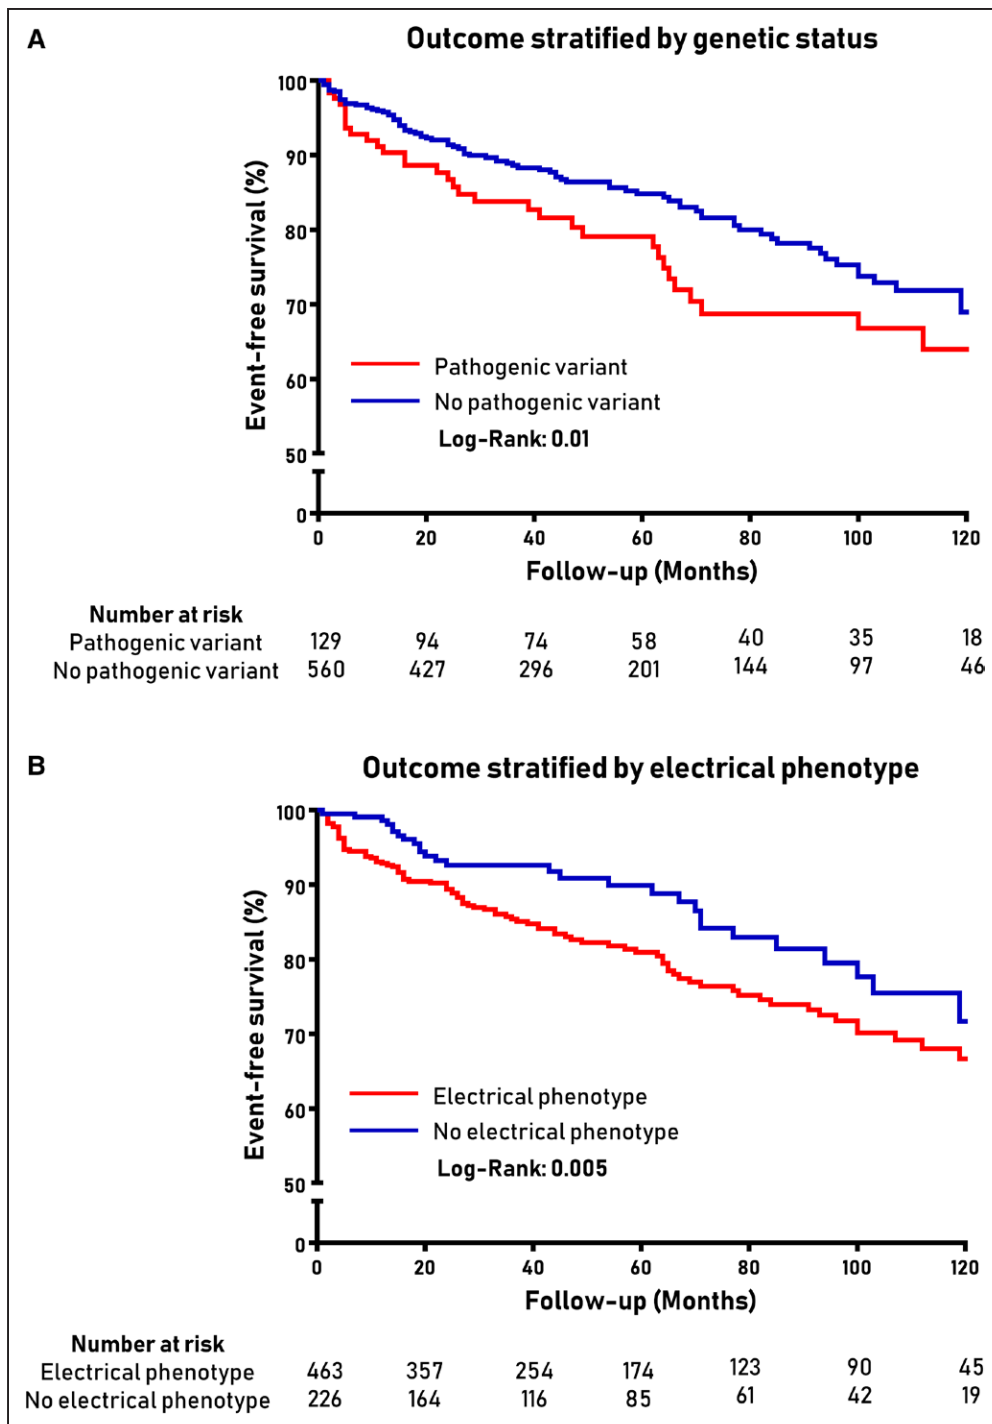 A
Outcome stratified by genetic status
Event-free survival (%)
100
90
80
70
60
50
0
Pathogenic variant
No pathogenic variant
Log-Rank: 0.01
0 20 40 60 80 100 120
Follow-up (Months)
Number at risk
Pathogenic variant 129 94 74 58 40 35 18
No pathogenic variant 560 427 296 201 144 97 46
B
Outcome stratified by electrical phenotype
Event-free survival (%)
100
90
80
70
60
50
0
Electrical phenotype
No electrical phenotype
Log-Rank: 0.005
0 20 40 60 80 100 120
Follow-up (Months)
Number at risk
Electrical phenotype 463 357 254 174 123 90 45
No electrical phenotype 226 164 116 85 61 42 19